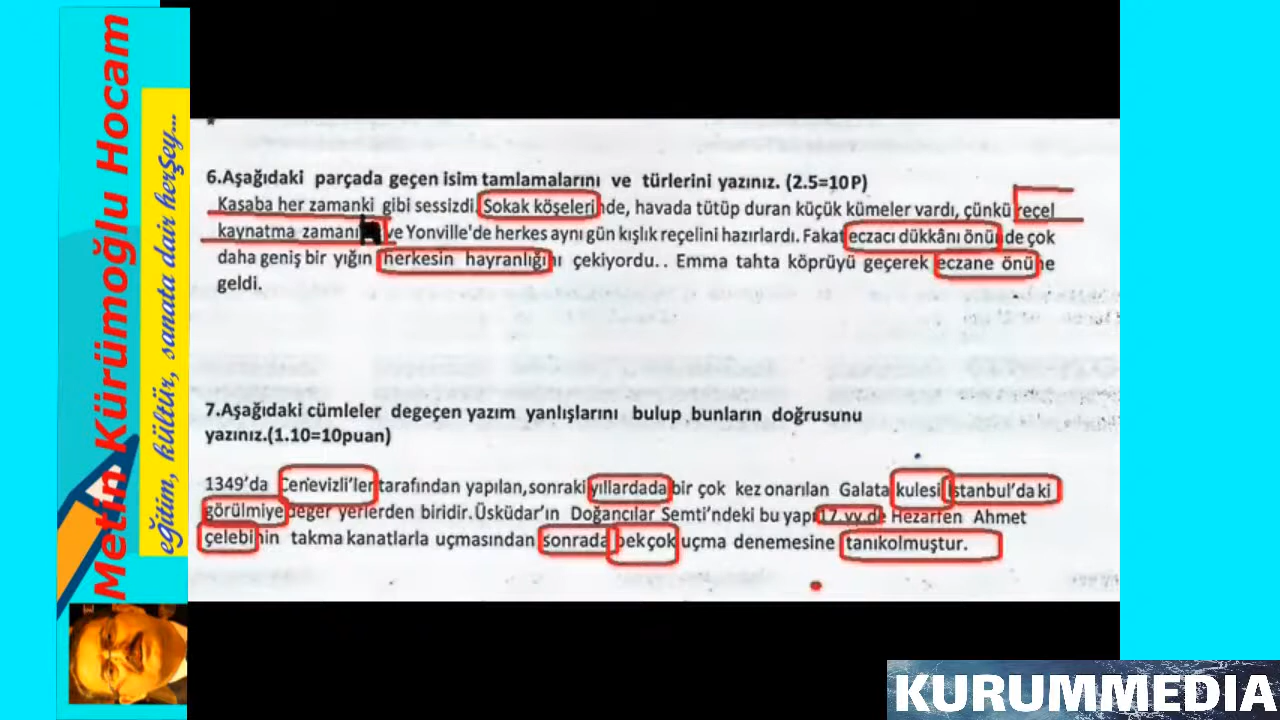 Metin Kürümoğlu Hocam
eğitim, kültür, sanata dair herşey...
6.Aşağıdaki parçada geçen isim tamlamalarını ve türlerini yazınız. (2.5=10P)
Kasaba her zamanki gibi sessizdi. Sokak köşelerinde, havada tütüp duran küçük kümeler vardı, çünkü reçel
kaynatma zamanı ve Yonville'de herkes aynı gün kışlık reçelini hazırlardı. Fakat eczacı dükkânı önünde çok
daha geniş bir yığın herkesin hayranlığını çekiyordu.. Emma tahta köprüyü geçerek eczane önüne
geldi.
7.Aşağıdaki cümleler degeçen yazım yanlışlarını bulup bunların doğrusunu
yazınız.(1.10=10puan)
1349'da Cenevizli'ler tarafından yapılan,sonraki yıllardada bir çok kez onarılan Galata kulesi İstanbul'da ki
görülmiye değer yerlerden biridir.Üsküdar'ın Doğancılar Semti'ndeki bu yapı 17.yy.de Hezarfen Ahmet
çelebinin takma kanatlarla uçmasından sonrada pekçok uçma denemesine tanıkolmuştur.
KURUMMEDIA